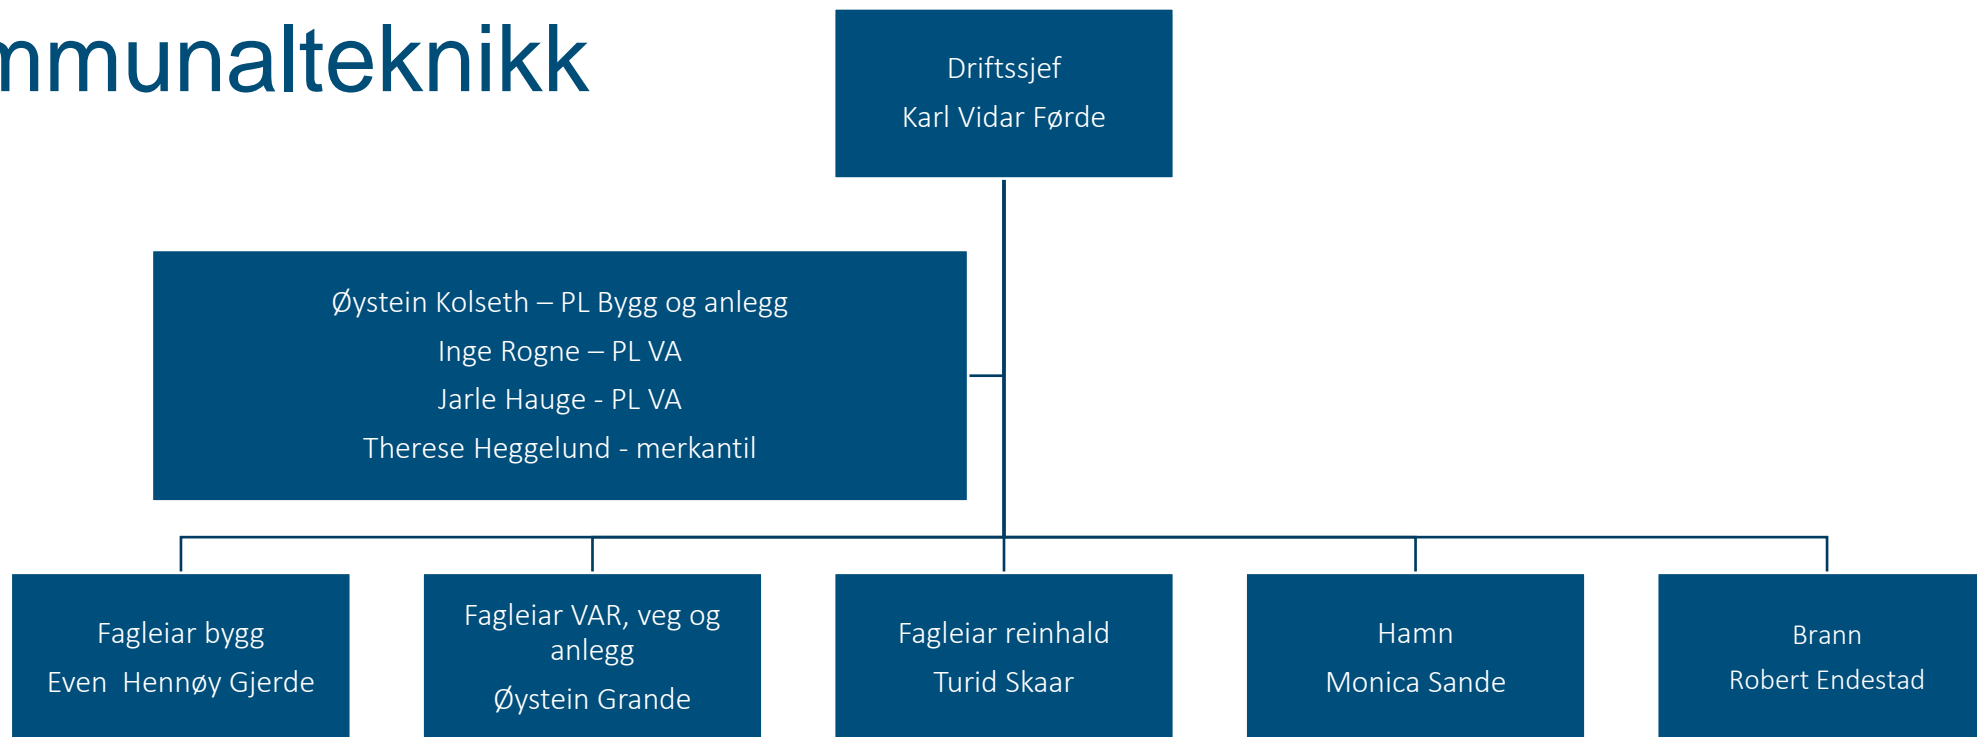 mmunalteknikk
Driftssjef
Karl Vidar Førde
Øystein Kolseth – PL Bygg og anlegg
Inge Rogne – PL VA
Jarle Hauge - PL VA
Therese Heggelund - merkantil
Fagleiar bygg
Even Hennøy Gjerde
Fagleiar VAR, veg og
anlegg
Øystein Grande
Fagleiar reinhald
Turid Skaar
Hamn
Monica Sande
Brann
Robert Endestad